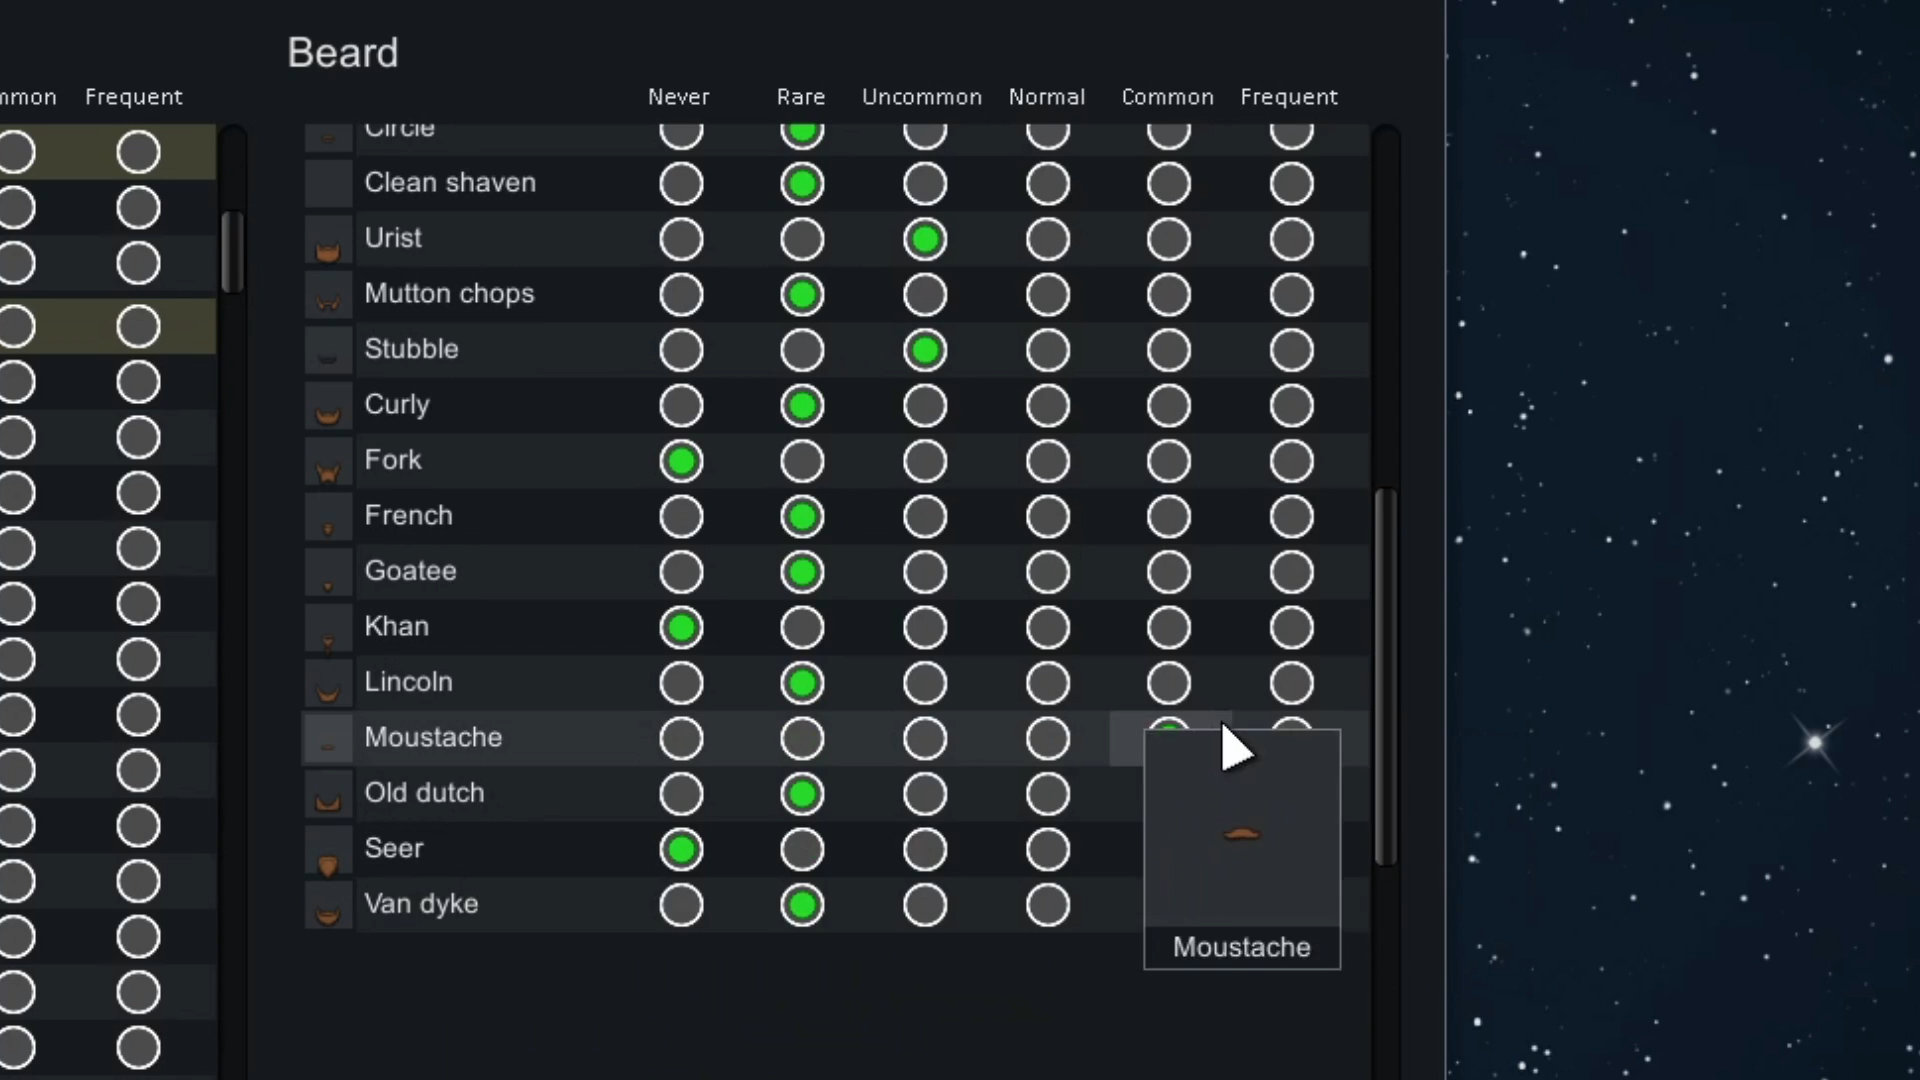 Beard
mmon Frequent
Never Rare Uncommon Normal Common Frequent
Circle
Clean shaven
Urist
Mutton chops
Stubble
Curly
Fork
French
Goatee
Khan
Lincoln
Moustache
Old dutch
Seer
Van dyke
Moustache